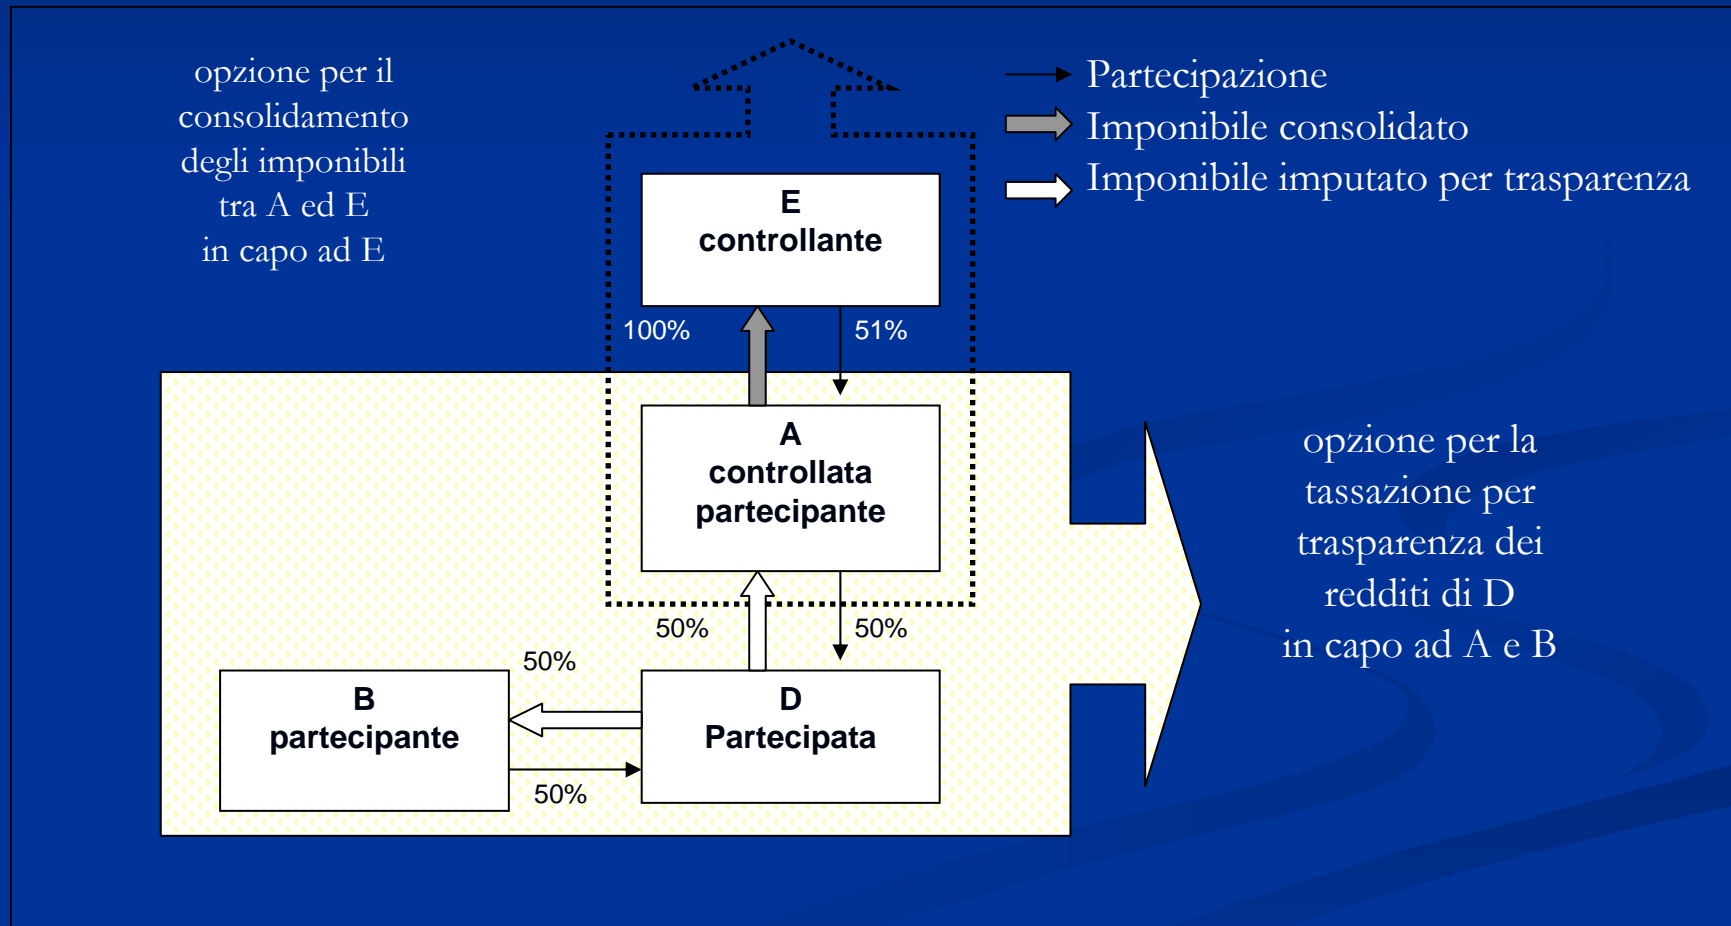 opzione per il
consolidamento
degli imponibili
tra A ed E
in capo ad E
Partecipazione
Imponibile consolidato
Imponibile imputato per trasparenza
E
controllante
100%
51%
A
controllata
partecipante
50%
50%
50%
B
partecipante
D
Partecipata
50%
opzione per la
tassazione per
trasparenza dei
redditi di D
in capo ad A e B